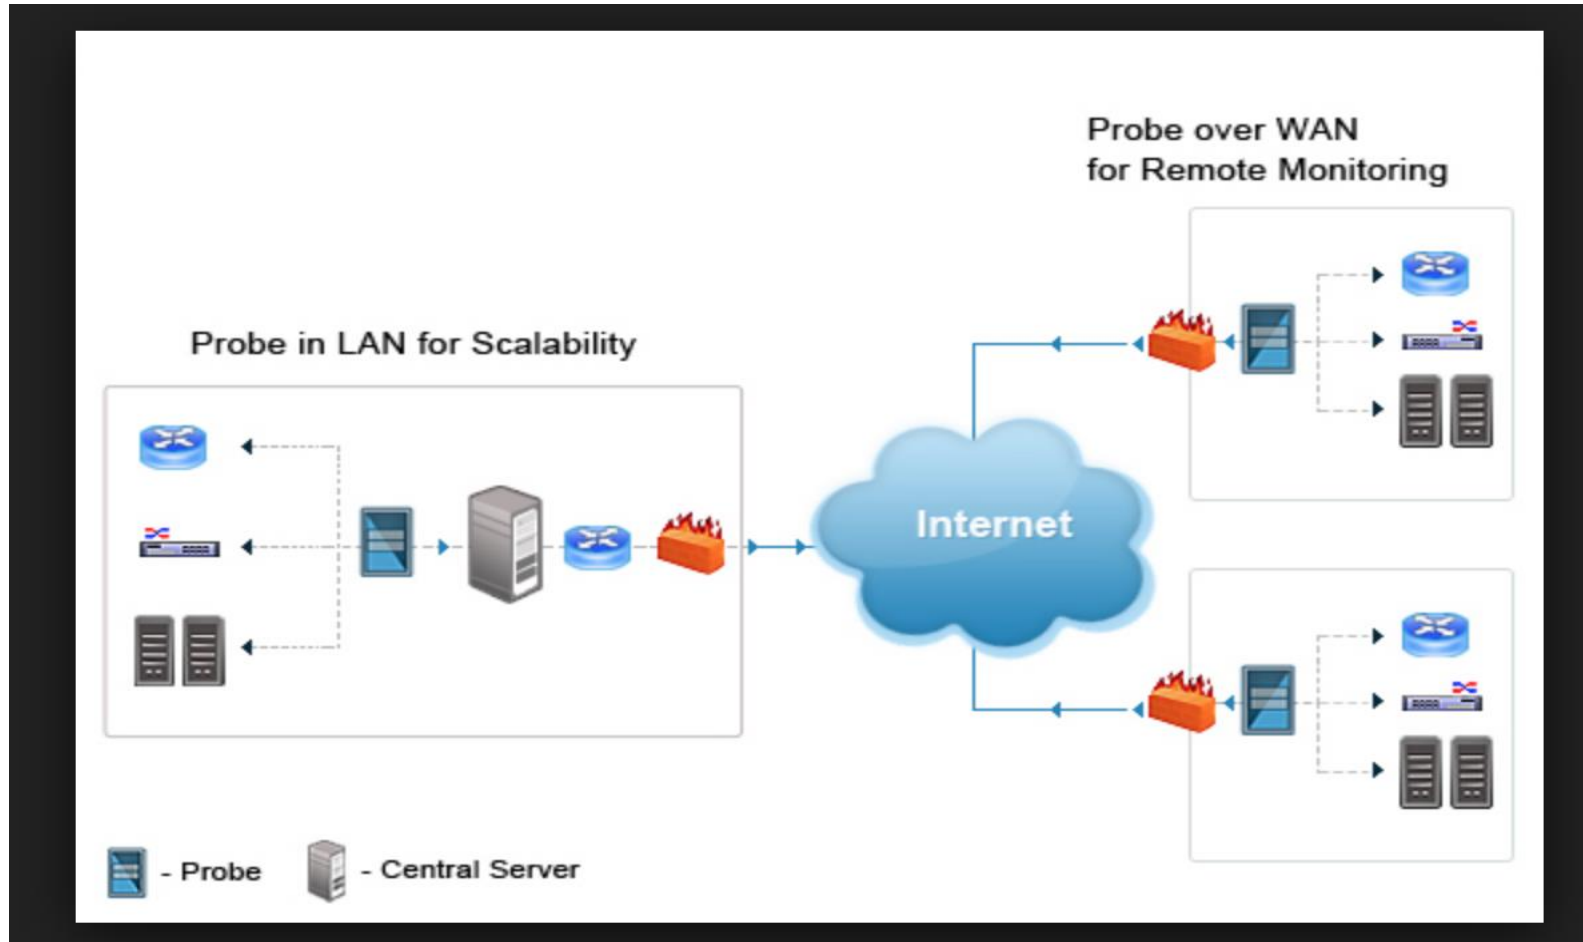 Probe over WAN
for Remote Monitoring
Probe in LAN for Scalability
Internet
- Probe
- Central Server